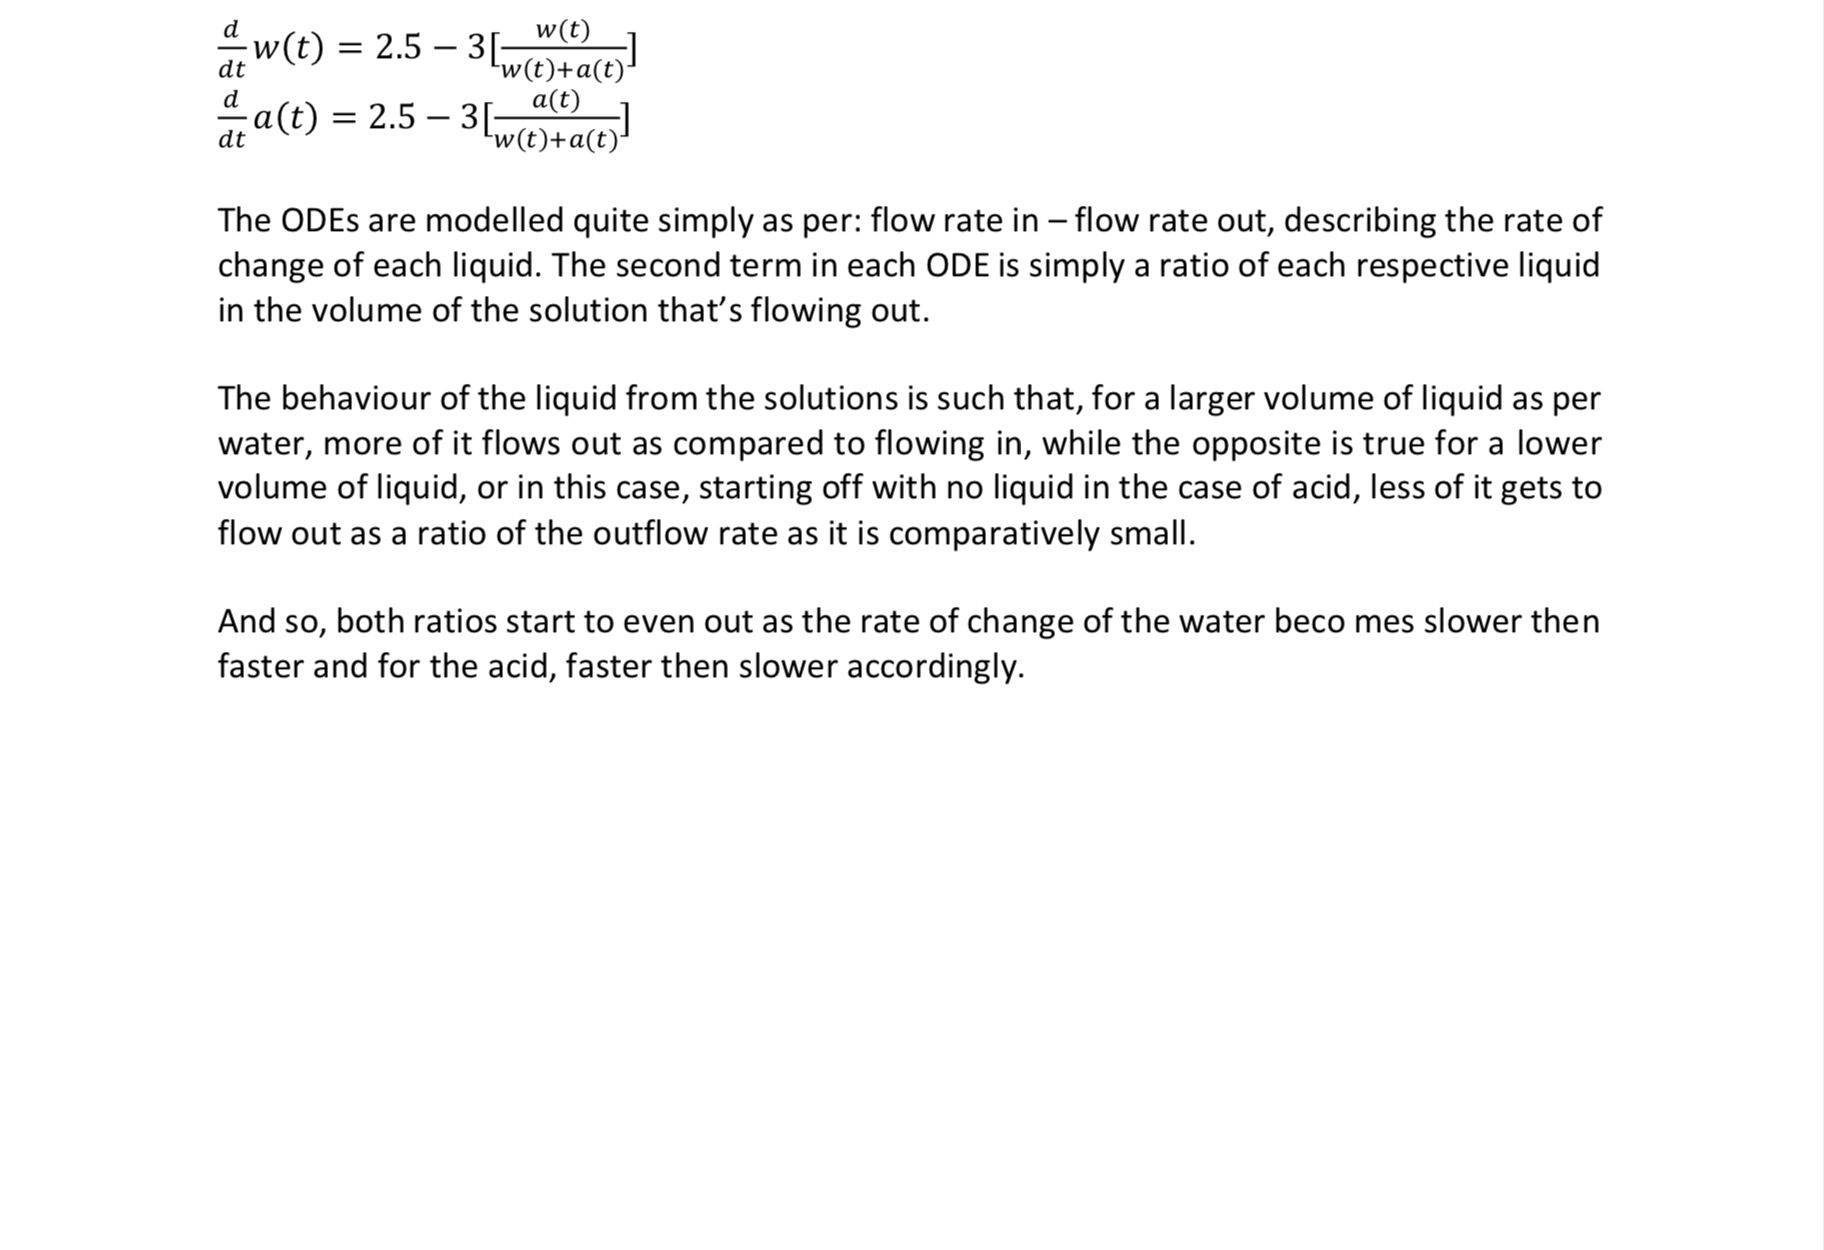 d/dt w(t) = 2.5 − 3[w(t)/(w(t)+a(t))]
d/dt a(t) = 2.5 − 3[a(t)/(w(t)+a(t))]
The ODEs are modelled quite simply as per: flow rate in – flow rate out, describing the rate of
change of each liquid. The second term in each ODE is simply a ratio of each respective liquid
in the volume of the solution that’s flowing out.
The behaviour of the liquid from the solutions is such that, for a larger volume of liquid as per
water, more of it flows out as compared to flowing in, while the opposite is true for a lower
volume of liquid, or in this case, starting off with no liquid in the case of acid, less of it gets to
flow out as a ratio of the outflow rate as it is comparatively small.
And so, both ratios start to even out as the rate of change of the water beco mes slower then
faster and for the acid, faster then slower accordingly.